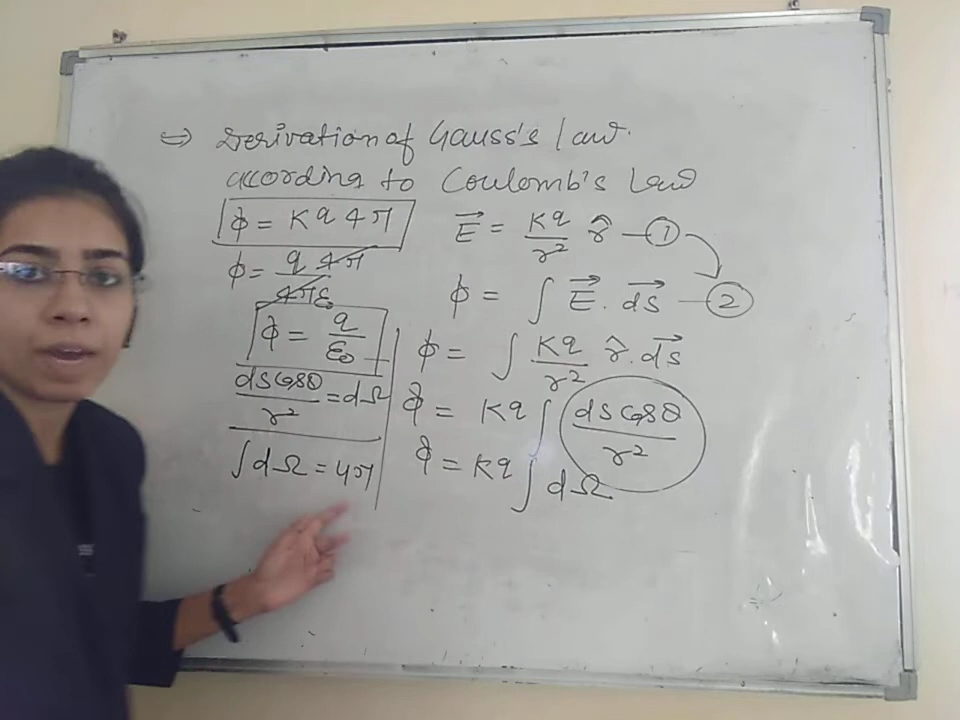 ⇒ Derivation of Gauss's law
according to Coulomb's Law
E⃗ = Kq/r² r̂ — ①
ϕ = ∫ E⃗ . dS⃗ — ②
ϕ = ∫ Kq/r² r̂ . dS⃗
ϕ = Kq ∫ dS cosθ/r²
ϕ = Kq ∫ dΩ
ϕ = K q 4π
ϕ = q 4π/4πε₀
ϕ = q/ε₀
dS cosθ/r² = dΩ
∫ dΩ = 4π